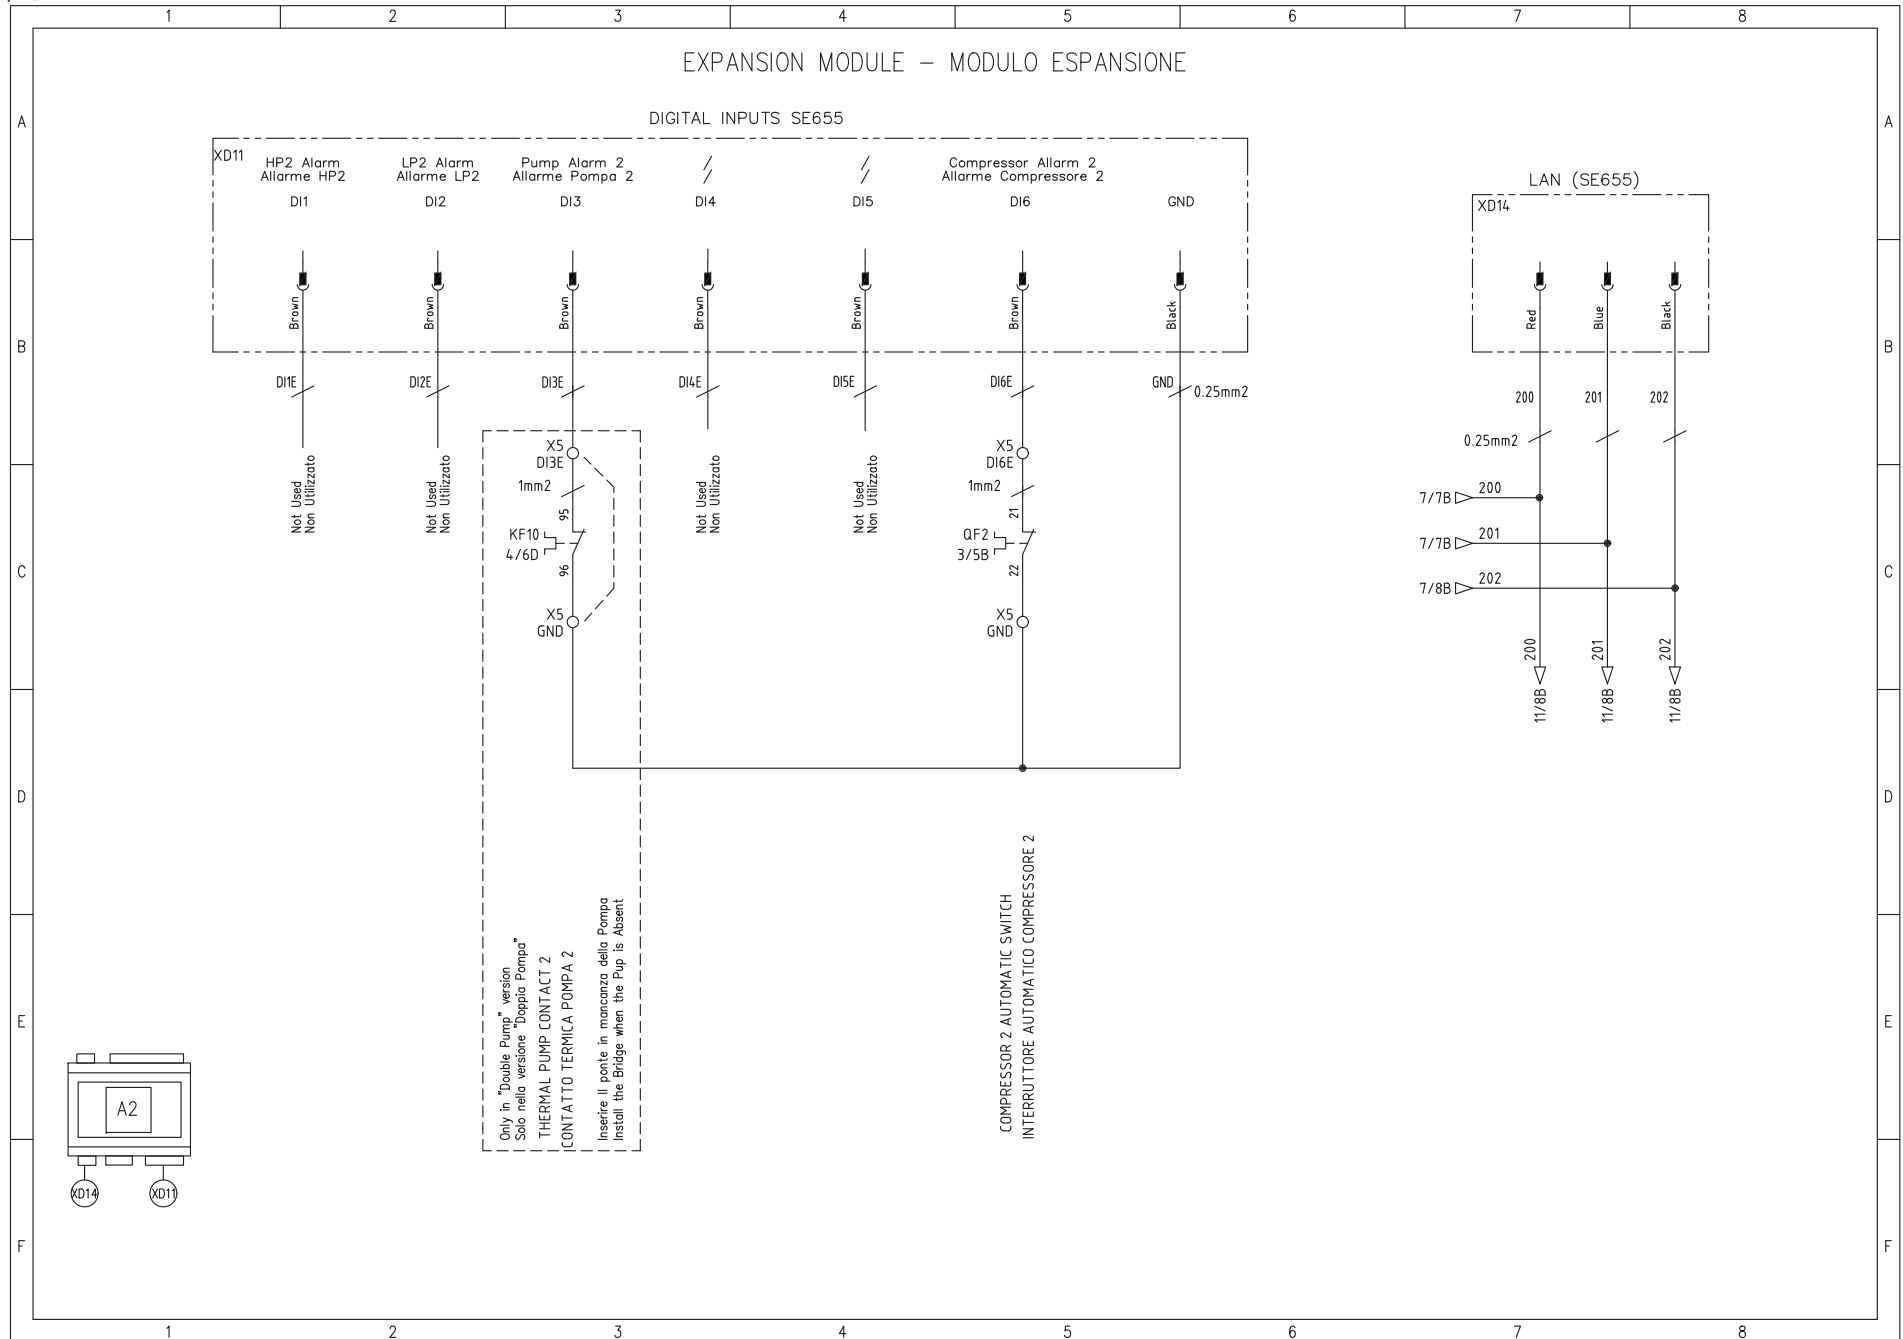 1 2 3 4 5 6 7 8
EXPANSION MODULE – MODULO ESPANSIONE
A A
DIGITAL INPUTS SE655
XD11
HP2 Alarm
Allarme HP2
DI1
LP2 Alarm
Allarme LP2
DI2
Pump Alarm 2
Allarme Pompa 2
DI3
/
/
DI4
/
/
DI5
Compressor Allarm 2
Allarme Compressore 2
DI6
GND
LAN (SE655)
XD14
Brown
Brown
Brown
Brown
Brown
Brown
Black
Red
Blue
Black
B B
DI1E
DI2E
DI3E
DI4E
DI5E
DI6E
GND
0.25mm2
200
201
202
0.25mm2
Not Used
Non Utilizzato
Not Used
Non Utilizzato
X5
DI3E
1mm2
95
KF10
4/6D
96
X5
GND
Not Used
Non Utilizzato
Not Used
Non Utilizzato
X5
DI6E
1mm2
21
QF2
3/5B
22
X5
GND
7/7B 200
7/7B 201
7/8B 202
C C
200
201
202
11/8B
11/8B
11/8B
D D
Only in "Double Pump" version
Solo nella versione "Doppia Pompa"
THERMAL PUMP CONTACT 2
CONTATTO TERMICA POMPA 2
Inserire Il ponte in mancanza della Pompa
Install the Bridge when the Pup is Absent
COMPRESSOR 2 AUTOMATIC SWITCH
INTERRUTTORE AUTOMATICO COMPRESSORE 2
E E
A2
XD14
XD11
F F
1 2 3 4 5 6 7 8